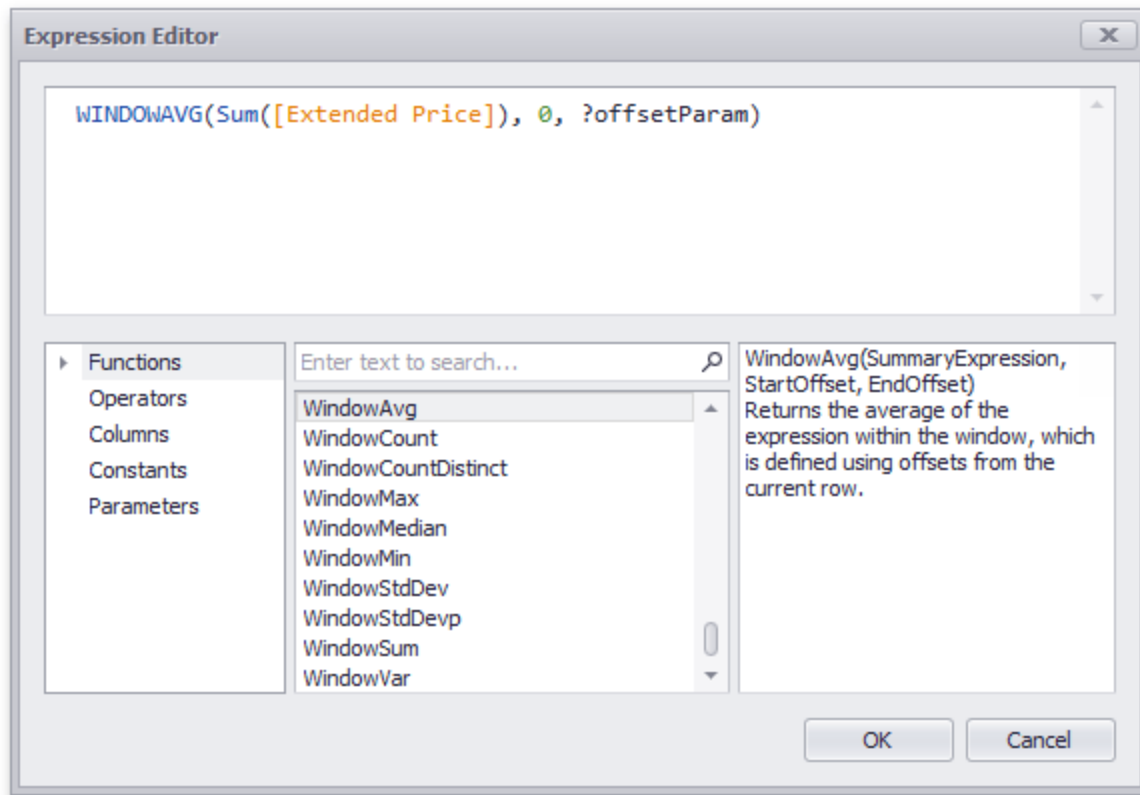 Expression Editor
WINDOWAVG(Sum([Extended Price]), 0, ?offsetParam)
Functions
Operators
Columns
Constants
Parameters
Enter text to search...
WindowAvg
WindowCount
WindowCountDistinct
WindowMax
WindowMedian
WindowMin
WindowStdDev
WindowStdDevp
WindowSum
WindowVar
WindowAvg(SummaryExpression,
StartOffset, EndOffset)
Returns the average of the
expression within the window, which
is defined using offsets from the
current row.
OK
Cancel